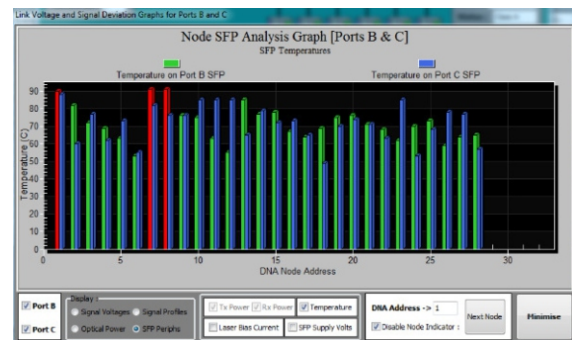 Link Voltage and Signal Deviation Graphs for Ports B and C
Node SFP Analysis Graph [Ports B & C]
SFP Temperatures
Temperature on Port B SFP
Temperature on Port C SFP
Temperature (C)
90
80
70
60
50
40
30
20
10
0
0 5 10 15 20 25 30
DNA Node Address
Port B
Port C
Display :
Signal Voltages Signal Profiles
Optical Power SFP Periphs
Tx Power Rx Power Temperature
Laser Bias Current SFP Supply Volts
DNA Address -> 1
Disable Node Indicator :
Next Node
Minimise